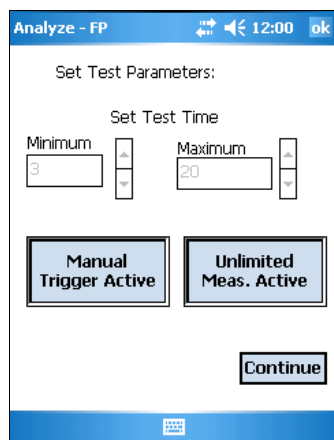 Analyze - FP 12:00 ok
Set Test Parameters:
Set Test Time
Minimum Maximum
3 20
Manual Unlimited
Trigger Active Meas. Active
Continue